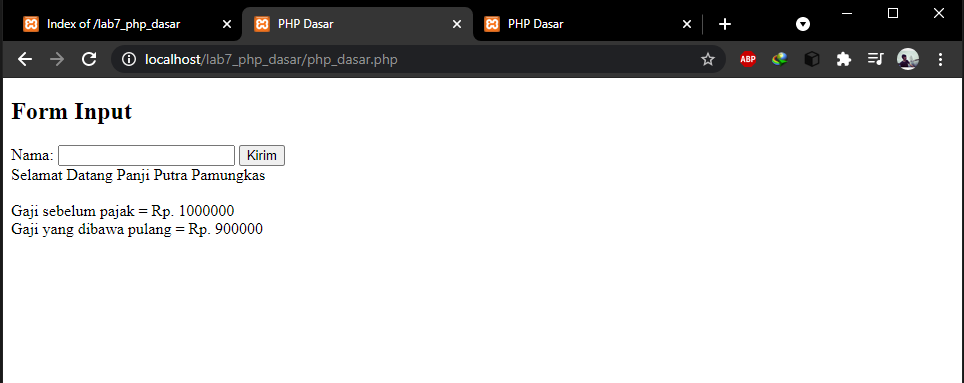 Index of /lab7_php_dasar
PHP Dasar
PHP Dasar
localhost/lab7_php_dasar/php_dasar.php
ABP
Form Input
Nama: Kirim
Selamat Datang Panji Putra Pamungkas
Gaji sebelum pajak = Rp. 1000000
Gaji yang dibawa pulang = Rp. 900000